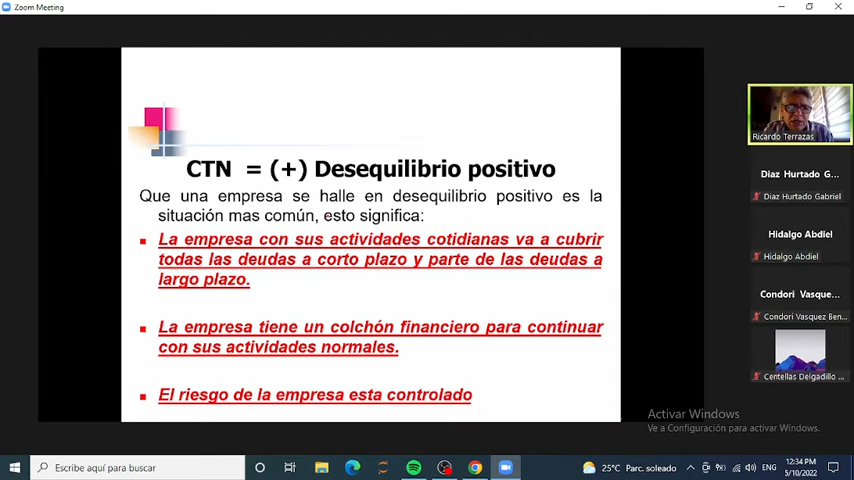 Zoom Meeting
CTN = (+) Desequilibrio positivo
Que una empresa se halle en desequilibrio positivo es la
situación mas común, esto significa:
La empresa con sus actividades cotidianas va a cubrir
todas las deudas a corto plazo y parte de las deudas a
largo plazo.
La empresa tiene un colchón financiero para continuar
con sus actividades normales.
El riesgo de la empresa esta controlado
Ricardo Terrazas
Diaz Hurtado G...
Diaz Hurtado Gabriel
Hidalgo Abdiel
Hidalgo Abdiel
Condori Vasque...
Condori Vasquez Ben...
Centellas Delgadillo ...
Activar Windows
Ve a Configuración para activar Windows.
Escribe aquí para buscar
25°C Parc. soleado
ENG
12:34 PM
5/10/2022